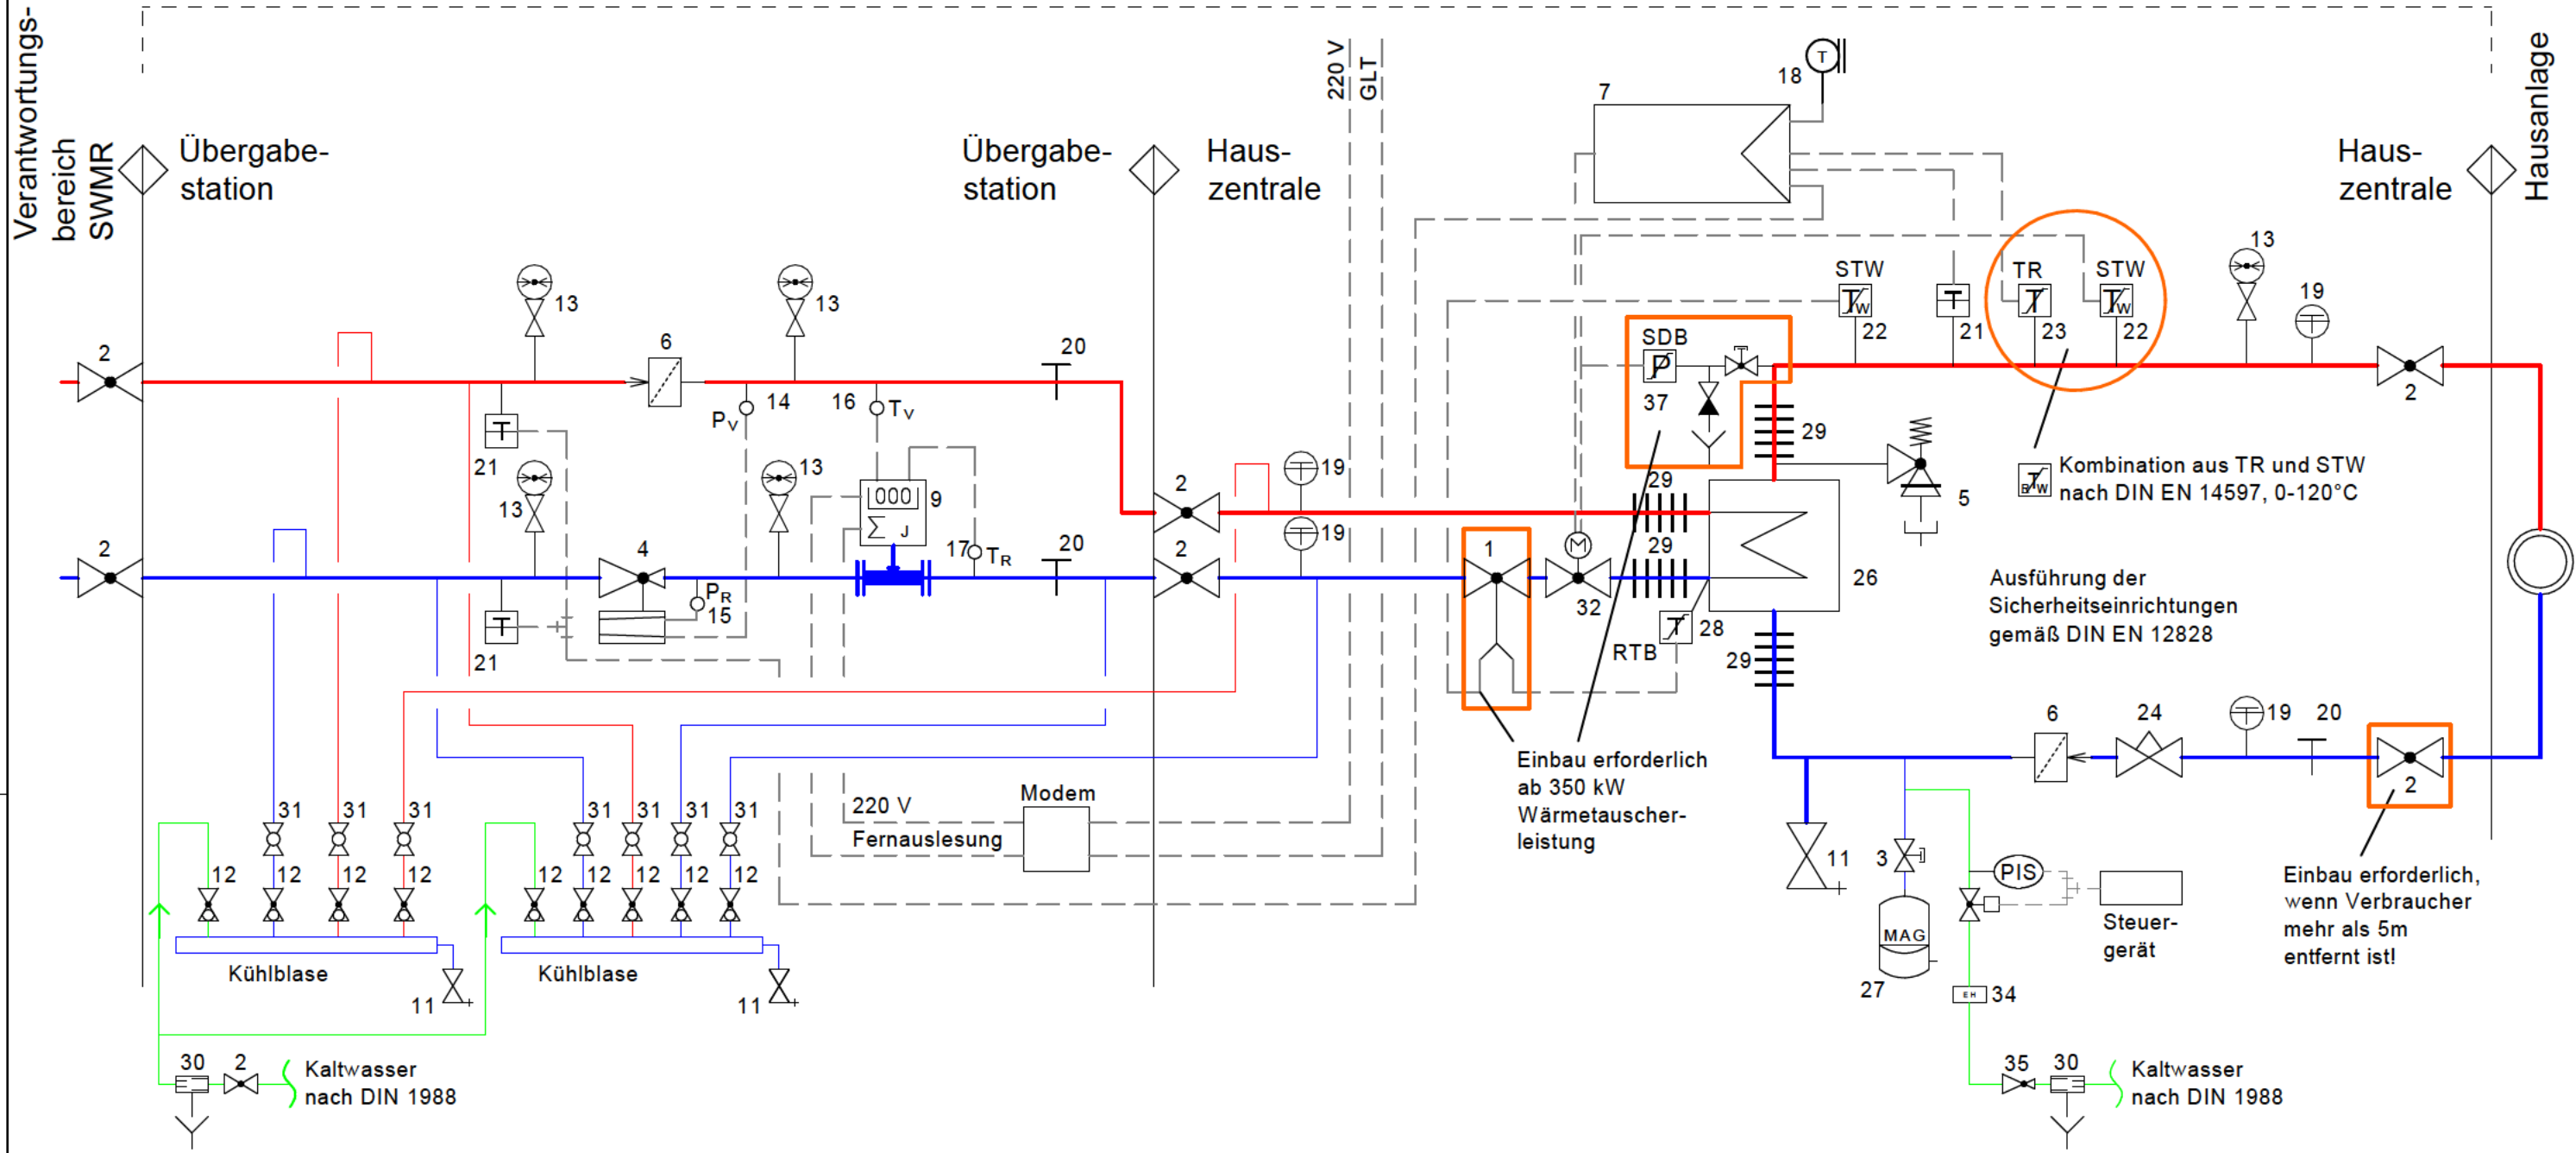 Verantwortungs-
bereich
SWMR
Übergabe-
station
Übergabe-
station
Haus-
zentrale
220 V
GLT
7
18
T
Haus-
zentrale
Hausanlage
13
13
6
20
2
14
16
TV
PV
21
13
13
2
4
PR
15
21
000
Σ J
9
17
TR
20
2
2
19
19
STW
TW
22
T
21
TR
T
23
STW
TW
22
13
19
2
SDB
P
37
29
29
29
29
5
1
M
32
26
T
28
RTB
RTW
Kombination aus TR und STW
nach DIN EN 14597, 0-120°C
Ausführung der
Sicherheitseinrichtungen
gemäß DIN EN 12828
6
24
19
20
2
Einbau erforderlich
ab 350 kW
Wärmetauscher-
leistung
Einbau erforderlich,
wenn Verbraucher
mehr als 5m
entfernt ist!
220 V
Fernauslesung
Modem
31
31
31
31
31
31
31
12
12
12
12
12
12
12
12
12
Kühlblase
11
Kühlblase
11
11
3
MAG
27
PIS
Steuer-
gerät
EH
34
30
2
Kaltwasser
nach DIN 1988
35
30
Kaltwasser
nach DIN 1988